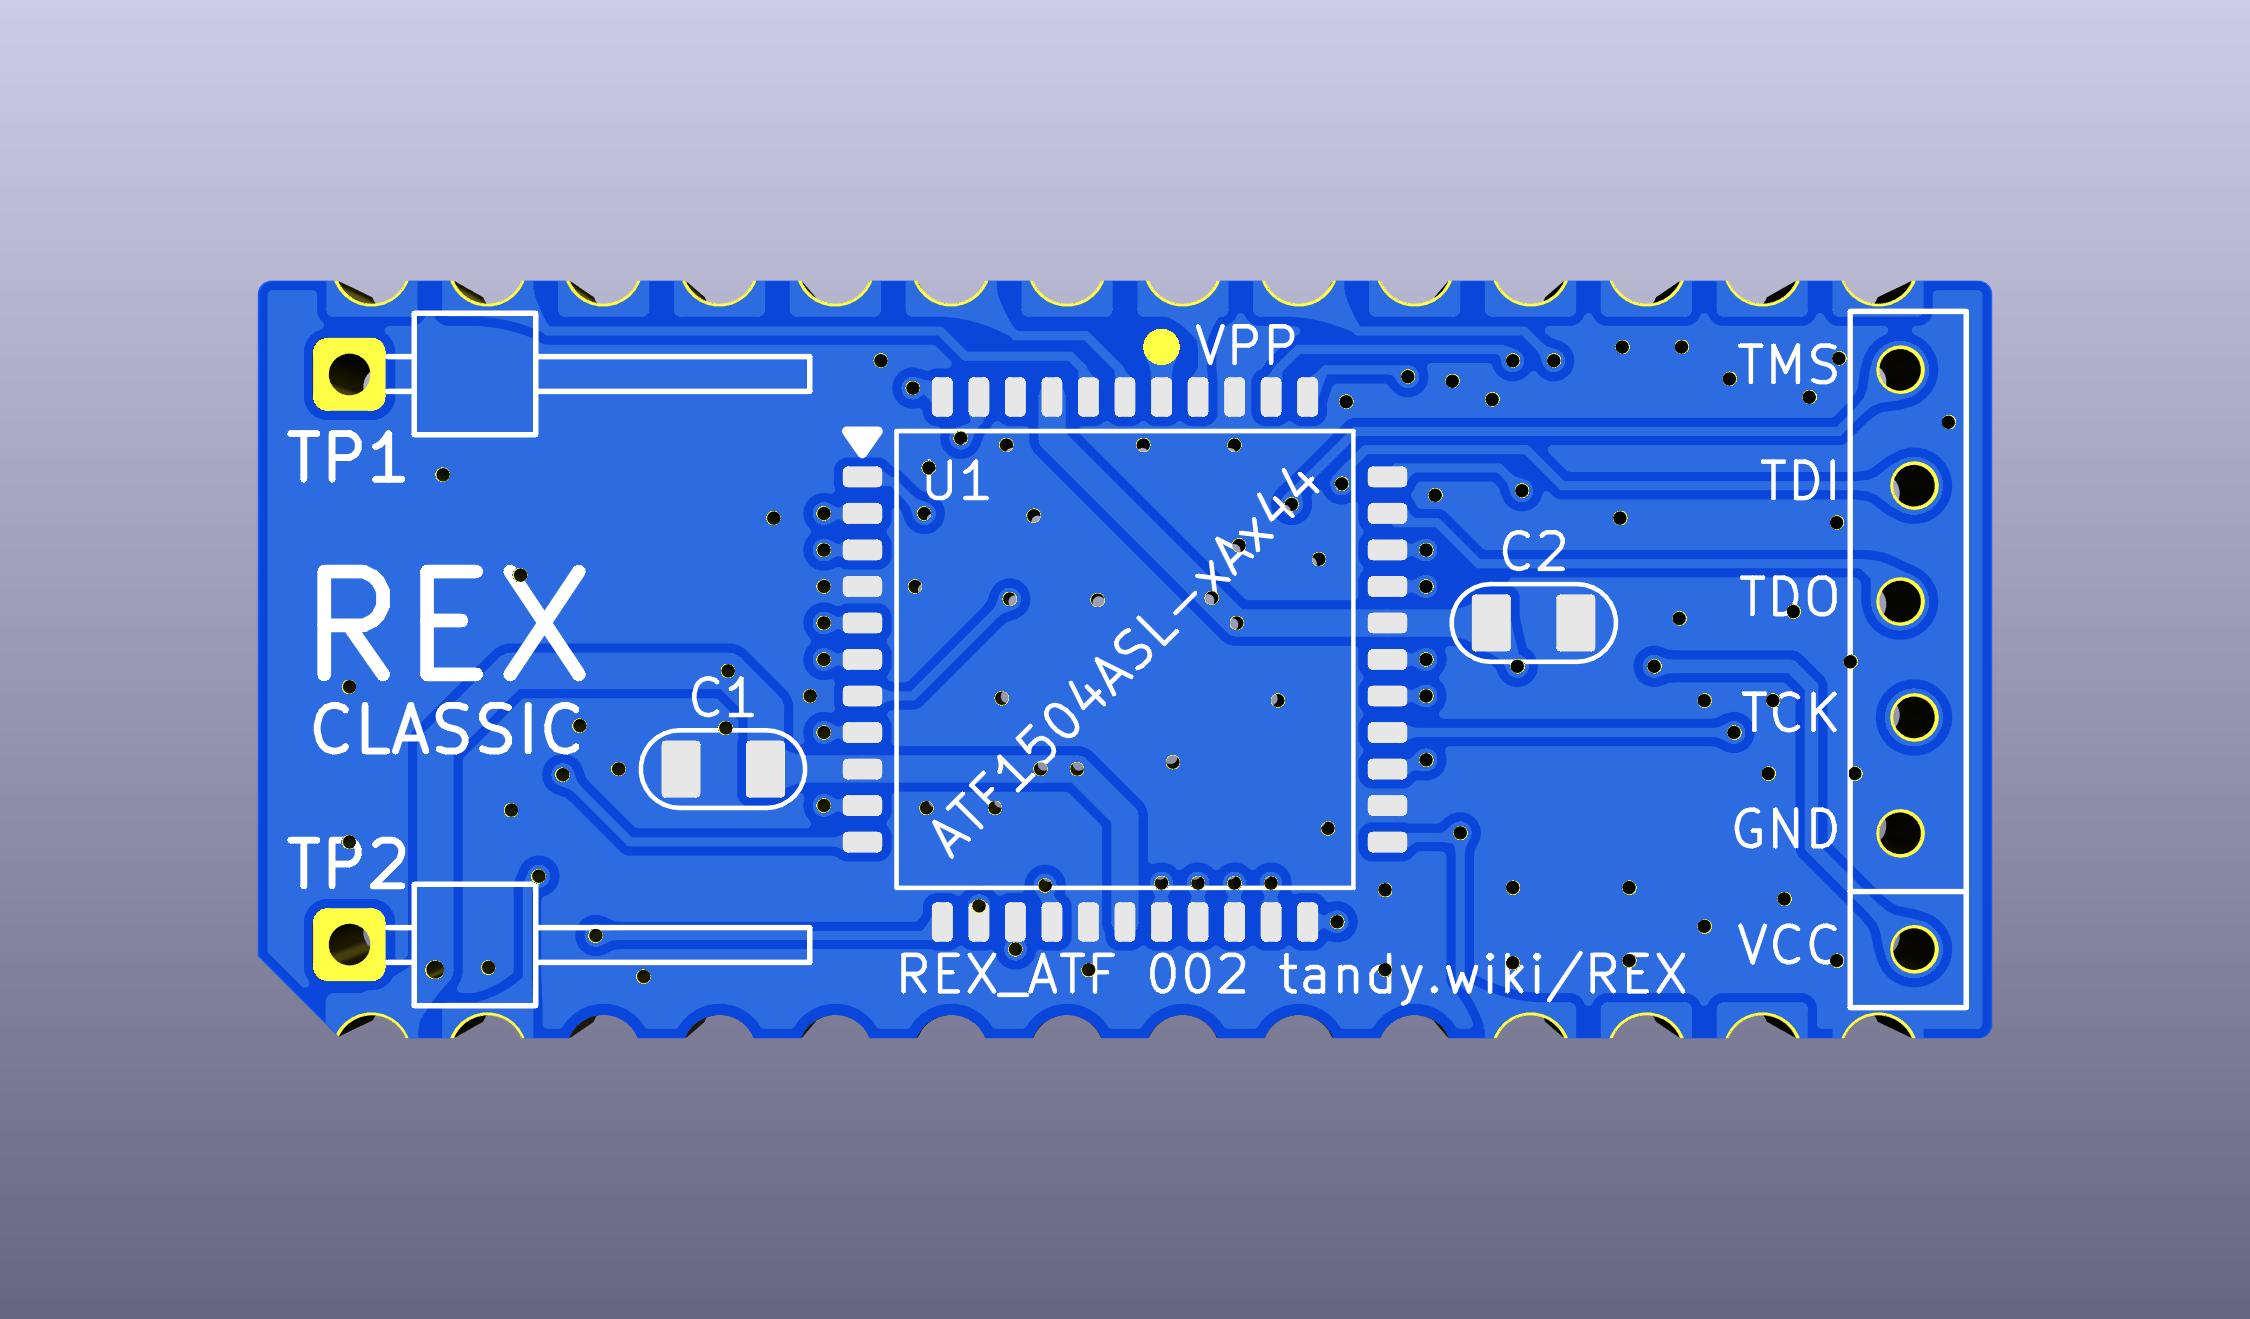 VPP
TMS
TP1
U1
TDI
ATF1504ASL-xAx44
C2
REX
TDO
CLASSIC
C1
TCK
TP2
GND
VCC
REX_ATF 002 tandy.wiki/REX